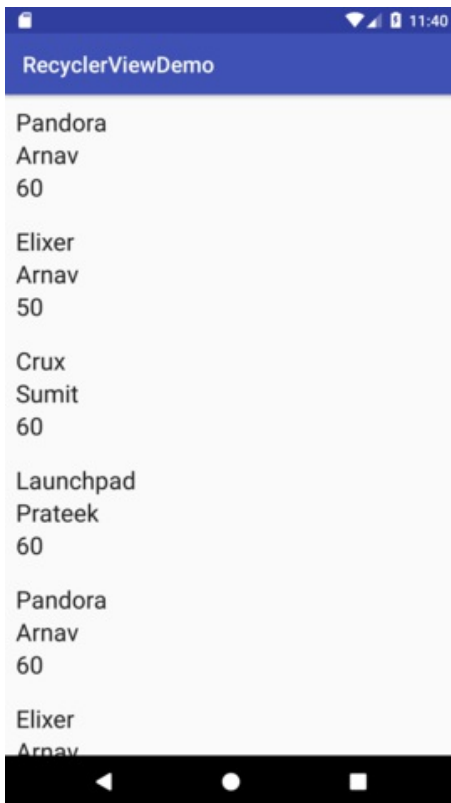 11:40
RecyclerViewDemo
Pandora
Arnav
60
Elixer
Arnav
50
Crux
Sumit
60
Launchpad
Prateek
60
Pandora
Arnav
60
Elixer
Arnav